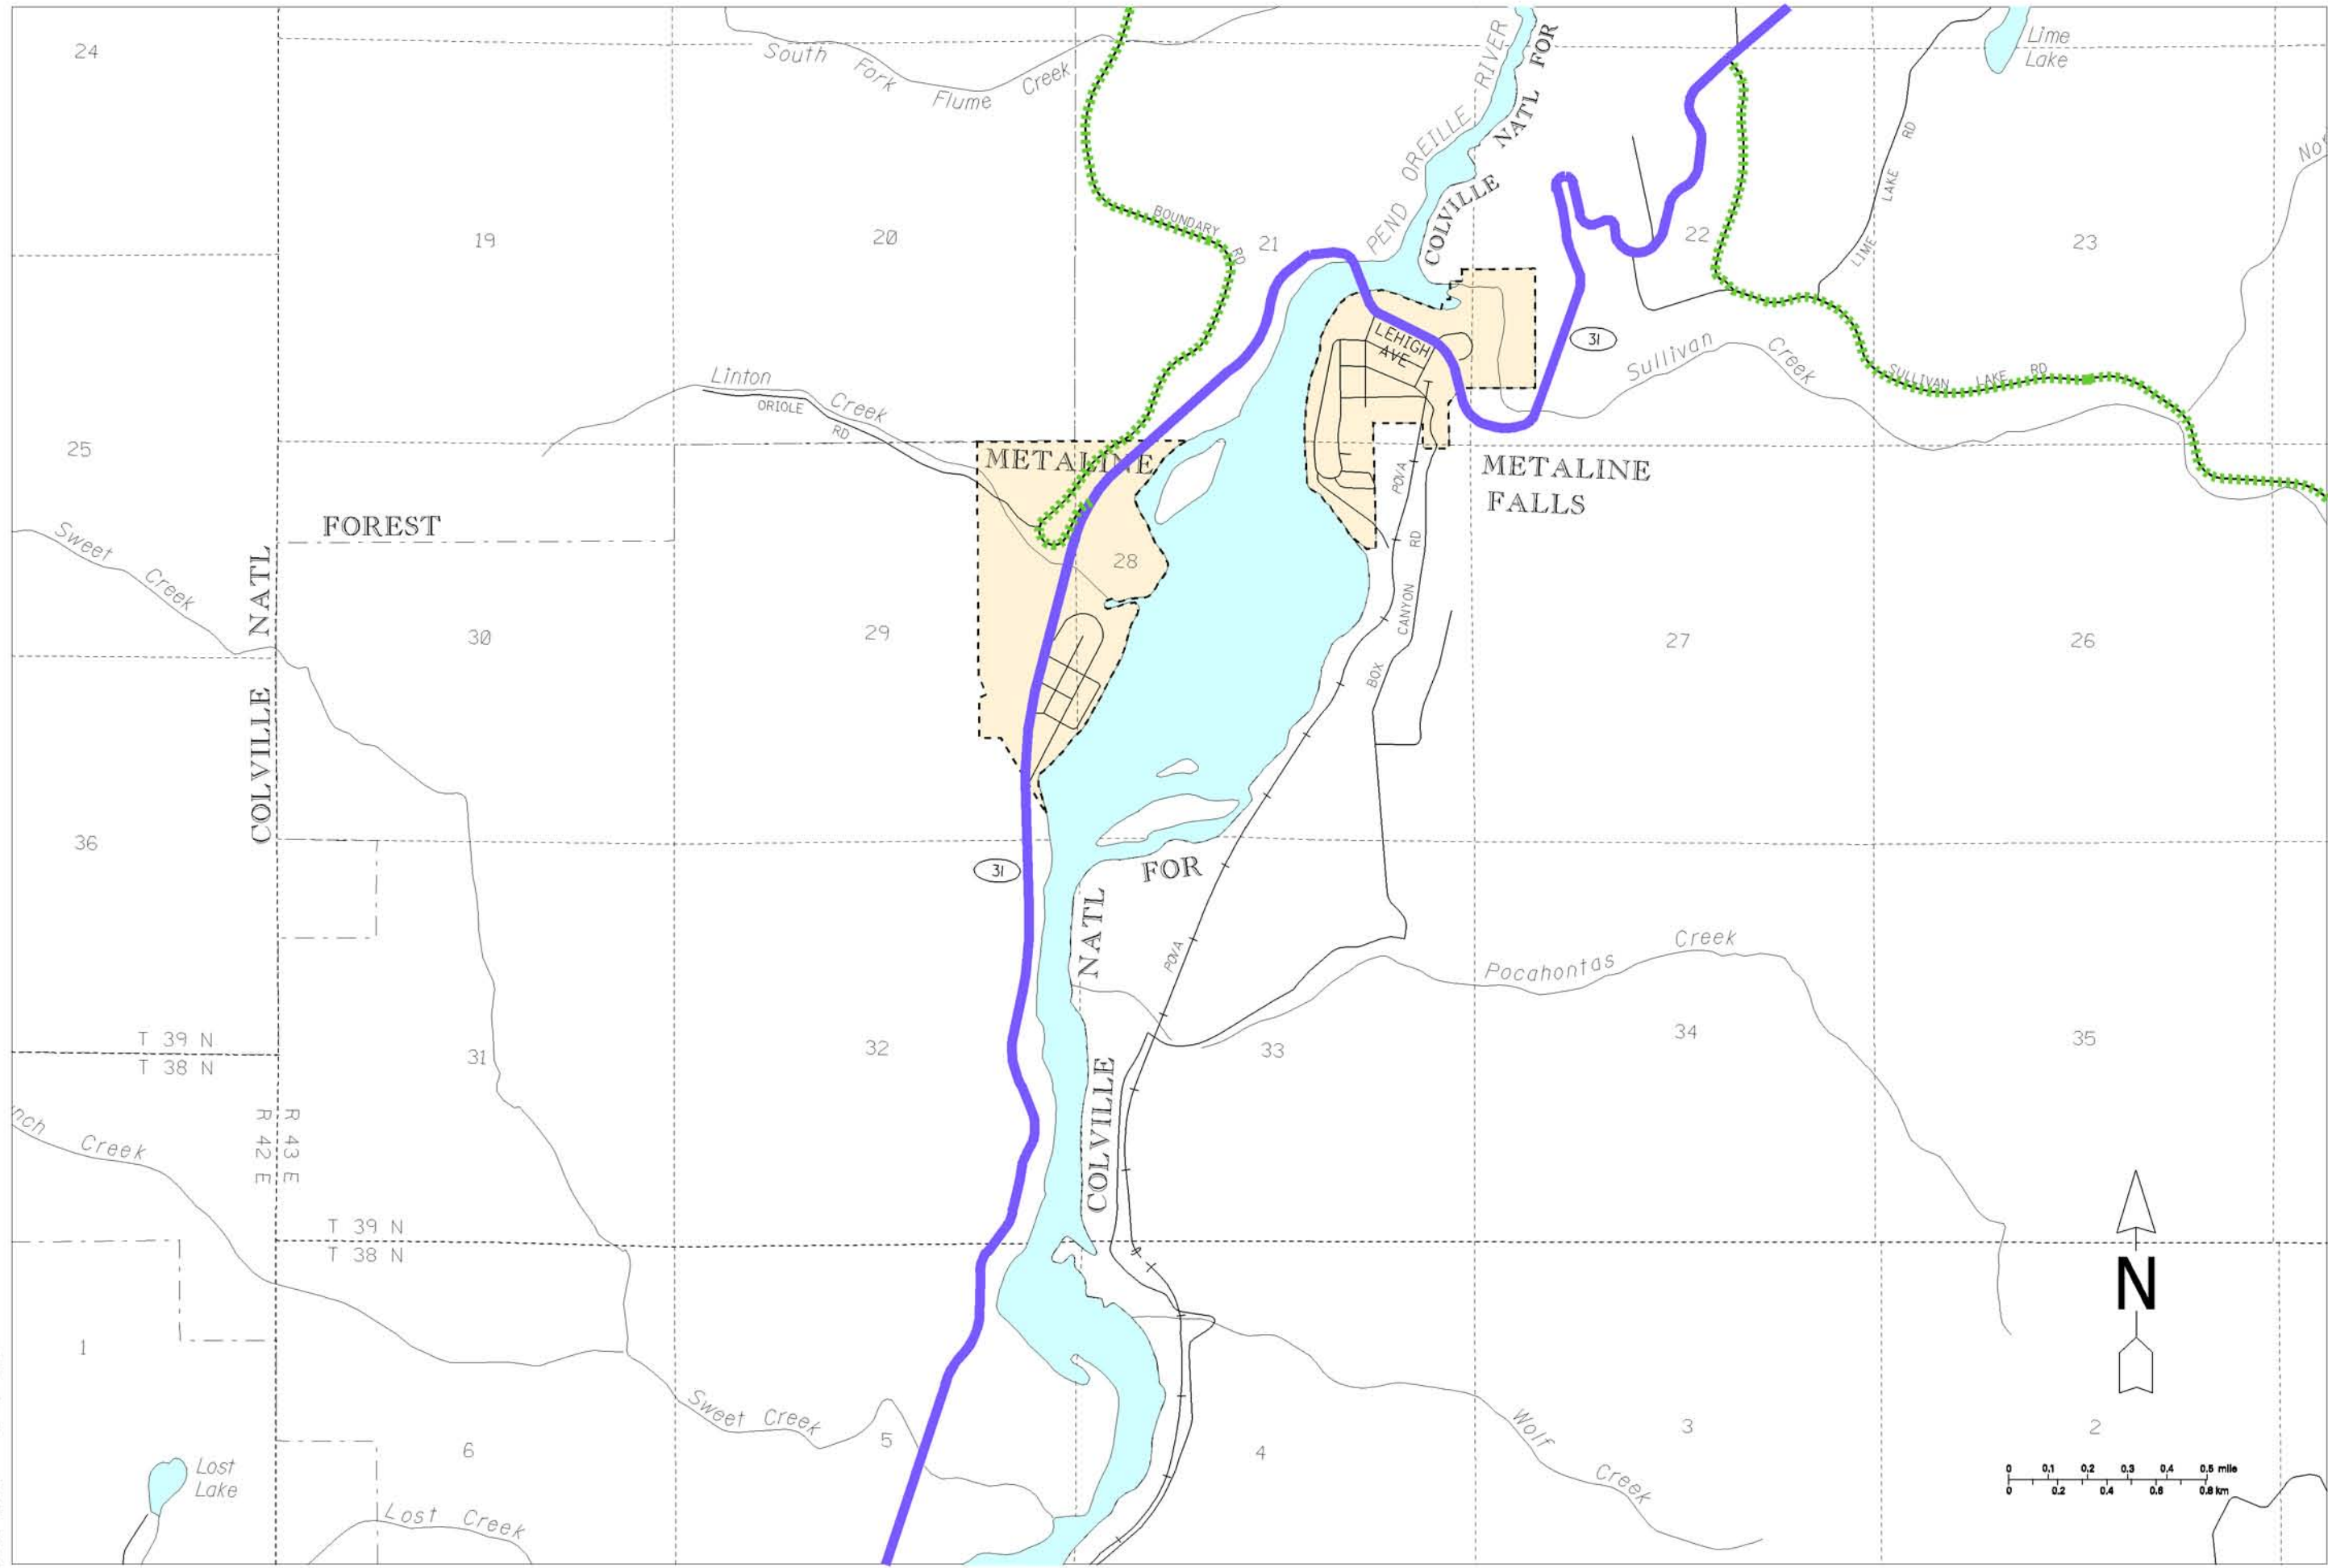 24
South Fork Flume Creek
PEND OREILLE RIVER
COLVILLE NATL FOR
Lime
Lake
LIME LAKE RD
19
20
BOUNDARY RD
21
22
23
LEHIGH
AVE
31
Sullivan Creek
SULLIVAN LAKE RD
Linton Creek
ORIOLE RD
25
METALINE
METALINE
FALLS
FOREST
COLVILLE NATL
Sweet Creek
28
POVA
BOX CANYON RD
30
29
27
26
36
31
FOR
NATL
COLVILLE
POVA
Pocahontas Creek
T 39 N
T 38 N
31
32
33
34
35
Creek
R 43 E
R 42 E
T 39 N
T 38 N
N
1
Sweet Creek
6
5
4
Wolf Creek
3
2
Lost
Lake
Lost Creek
0 0.1 0.2 0.3 0.4 0.5 mile
0 0.2 0.4 0.6 0.8 km